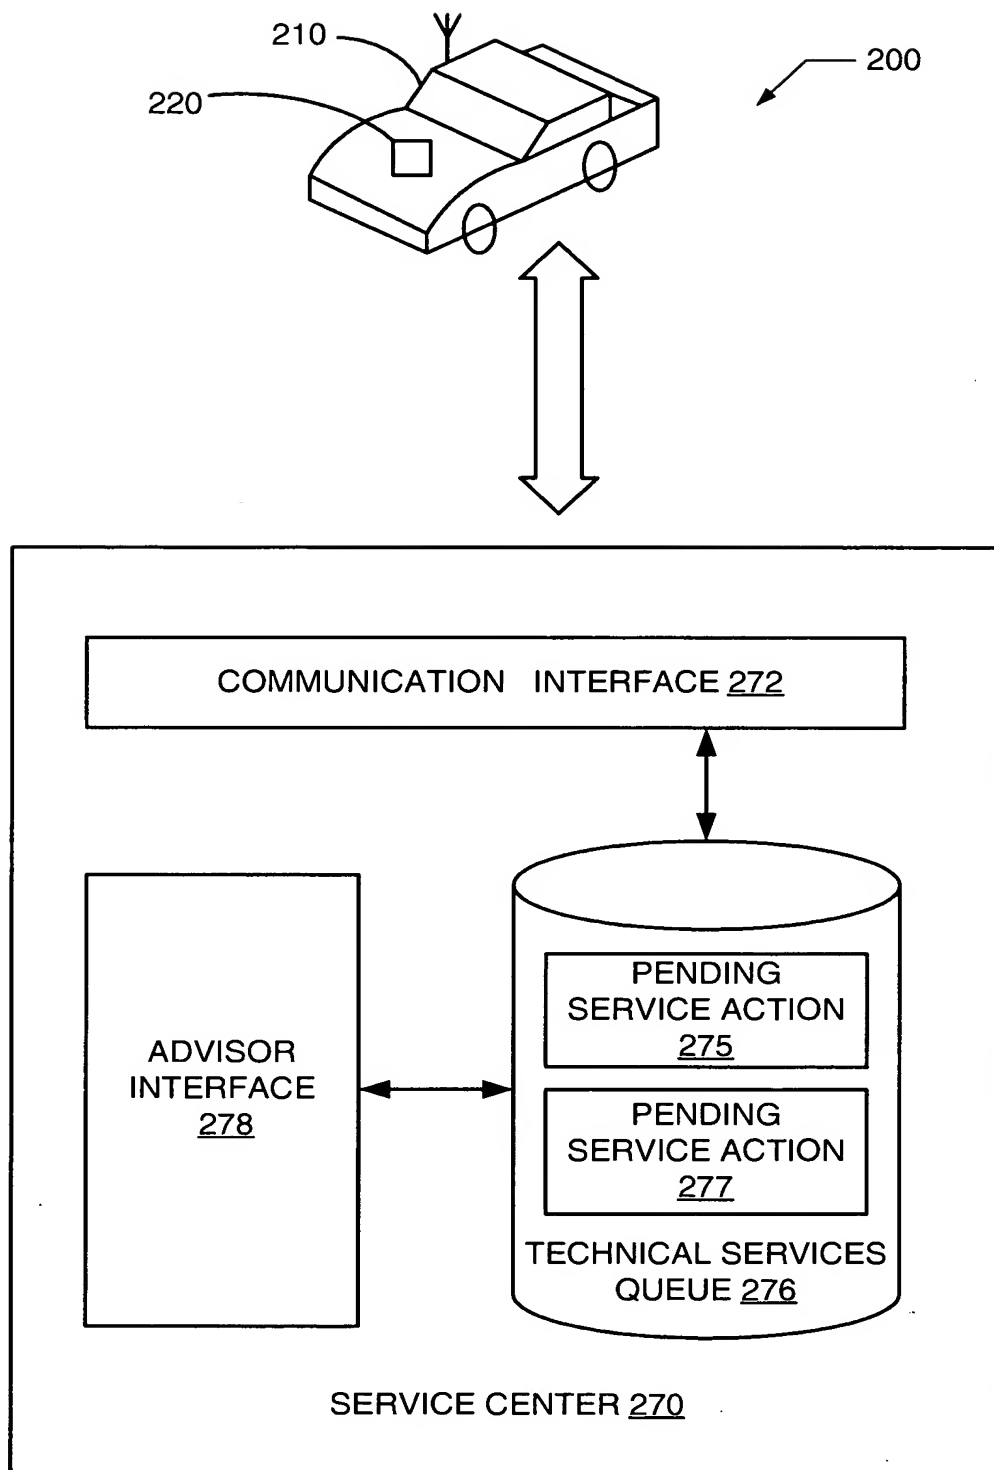 210
200
220
COMMUNICATION INTERFACE 272
PENDING
SERVICE ACTION
275
ADVISOR
INTERFACE
278
PENDING
SERVICE ACTION
277
TECHNICAL SERVICES
QUEUE 276
SERVICE CENTER 270